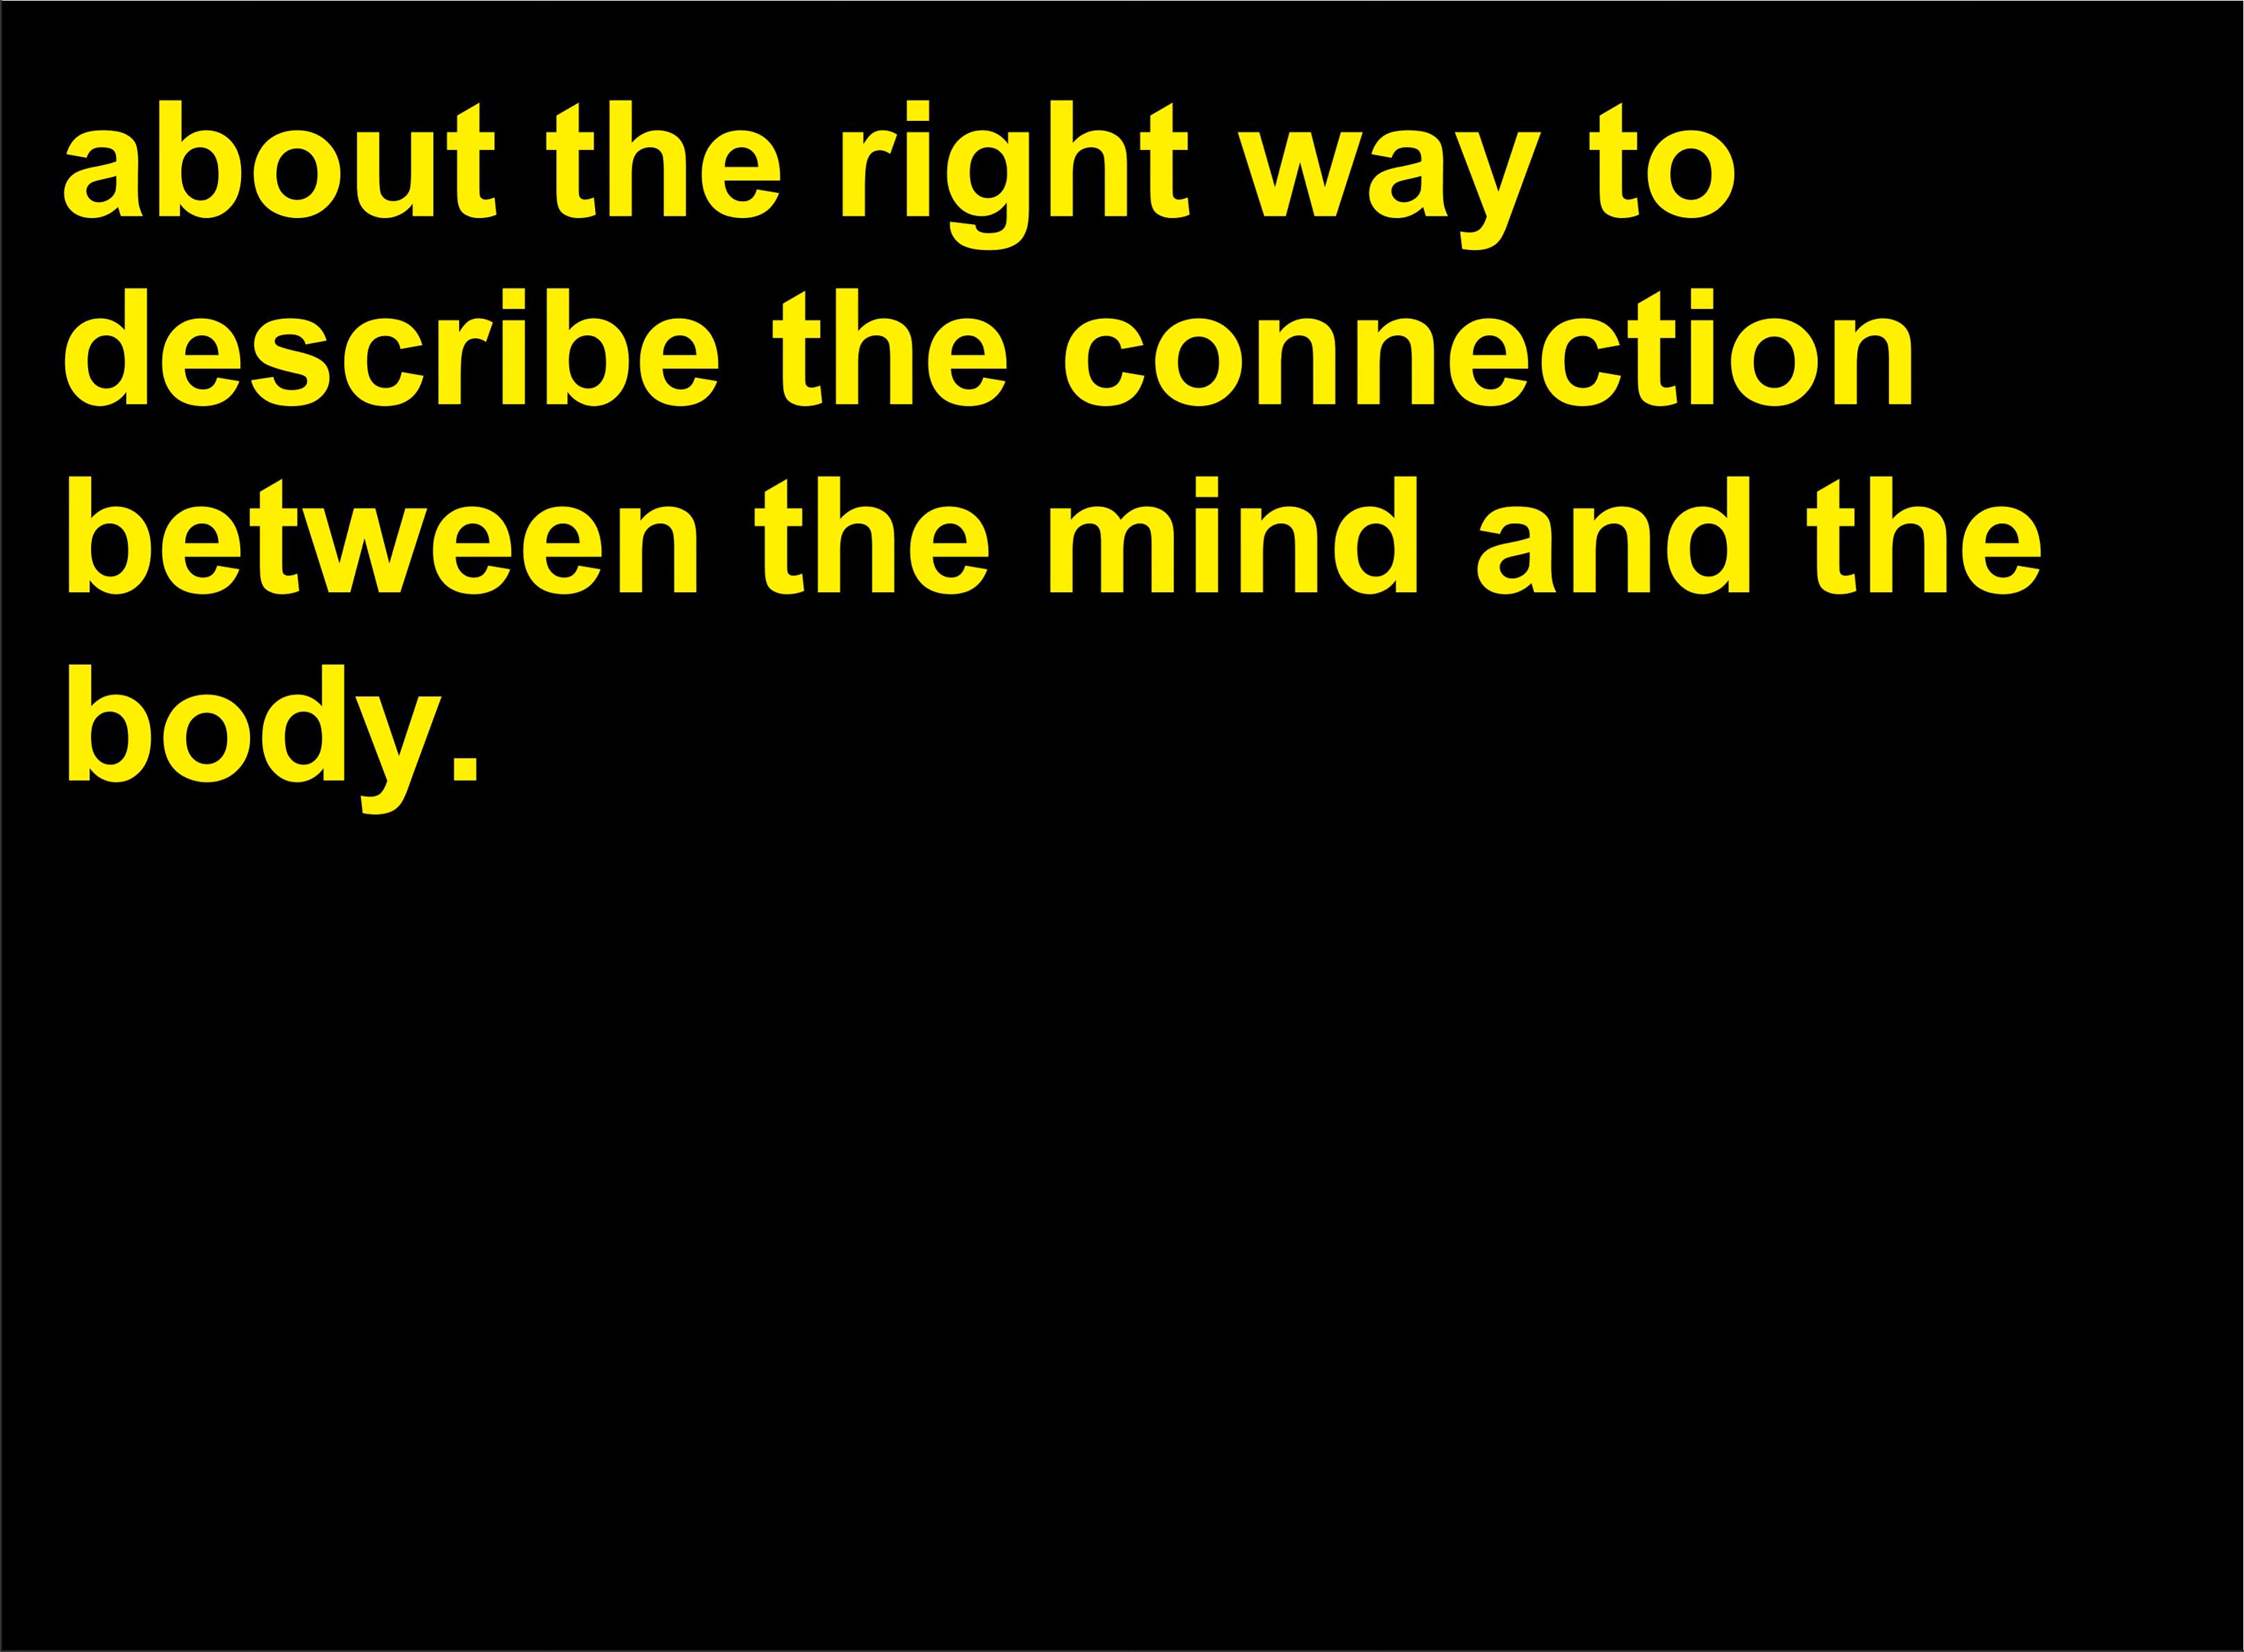 about the right way to
describe the connection
between the mind and the
body.